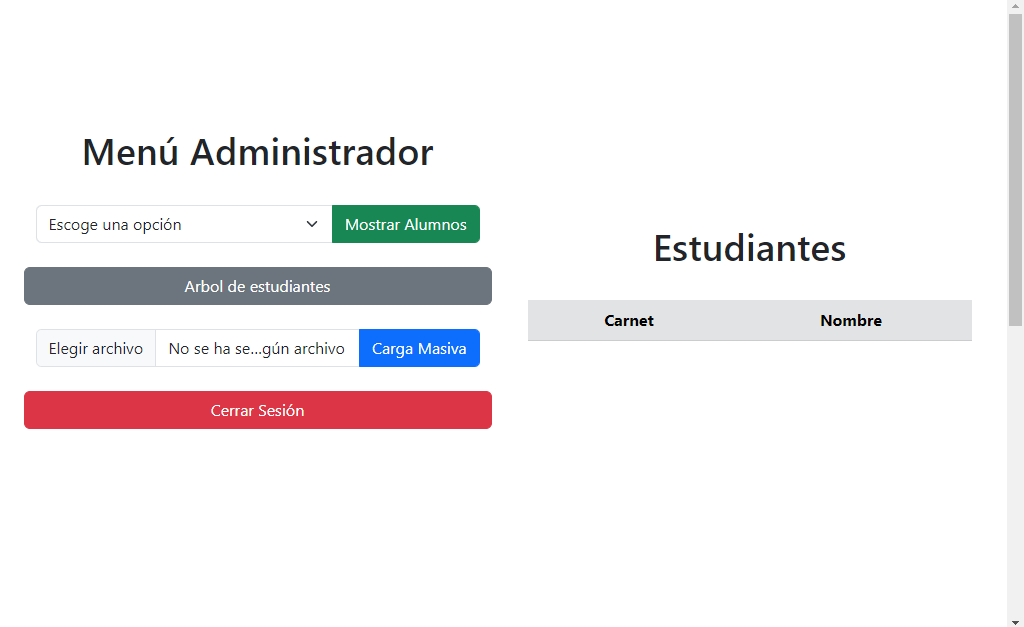 Menú Administrador
Escoge una opción
Mostrar Alumnos
Arbol de estudiantes
Elegir archivo
No se ha se...gún archivo
Carga Masiva
Cerrar Sesión
Estudiantes
Carnet
Nombre